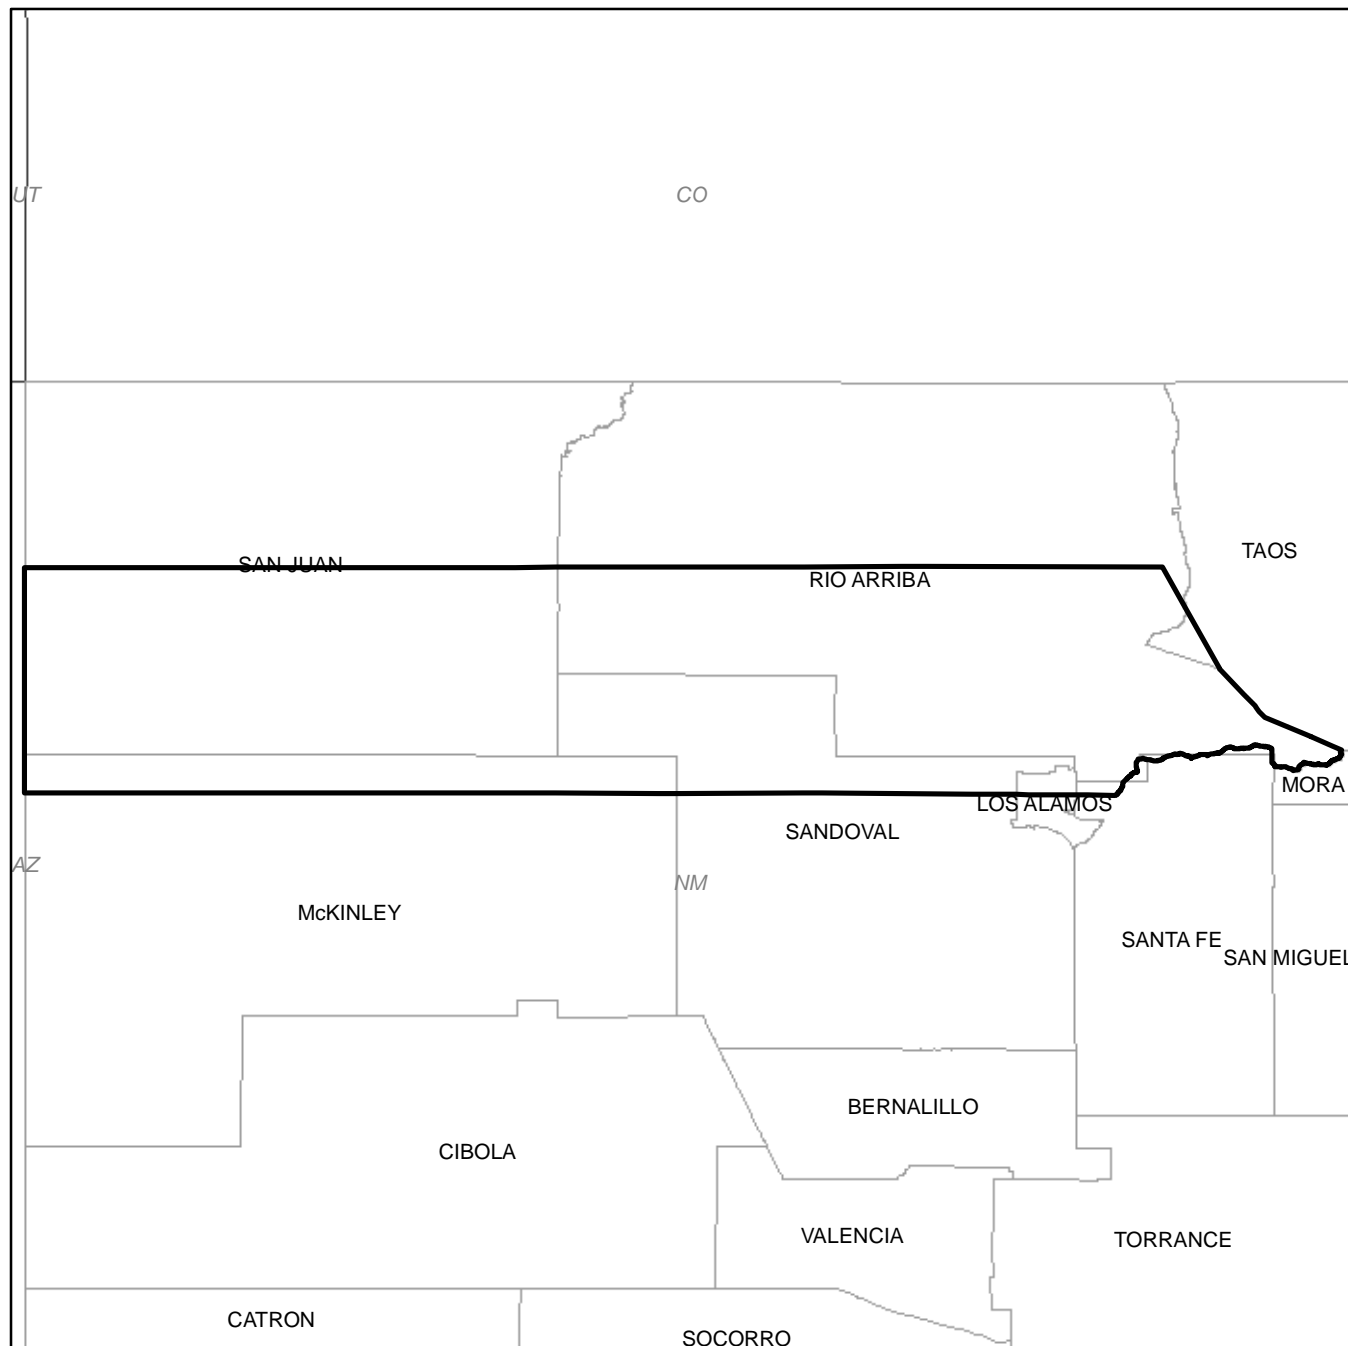 UT
CO
TAOS
SAN JUAN
RIO ARRIBA
MORA
LOS ALAMOS
SANDOVAL
AZ
NM
McKINLEY
SANTA FE
SAN MIGUEL
BERNALILLO
CIBOLA
VALENCIA
TORRANCE
CATRON
SOCORRO